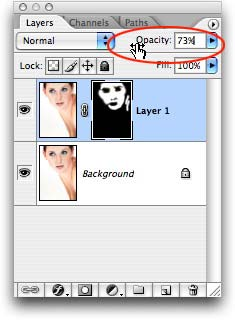 Layers Channels Paths
Normal Opacity: 73%
Lock: Fill: 100%
Layer 1
Background